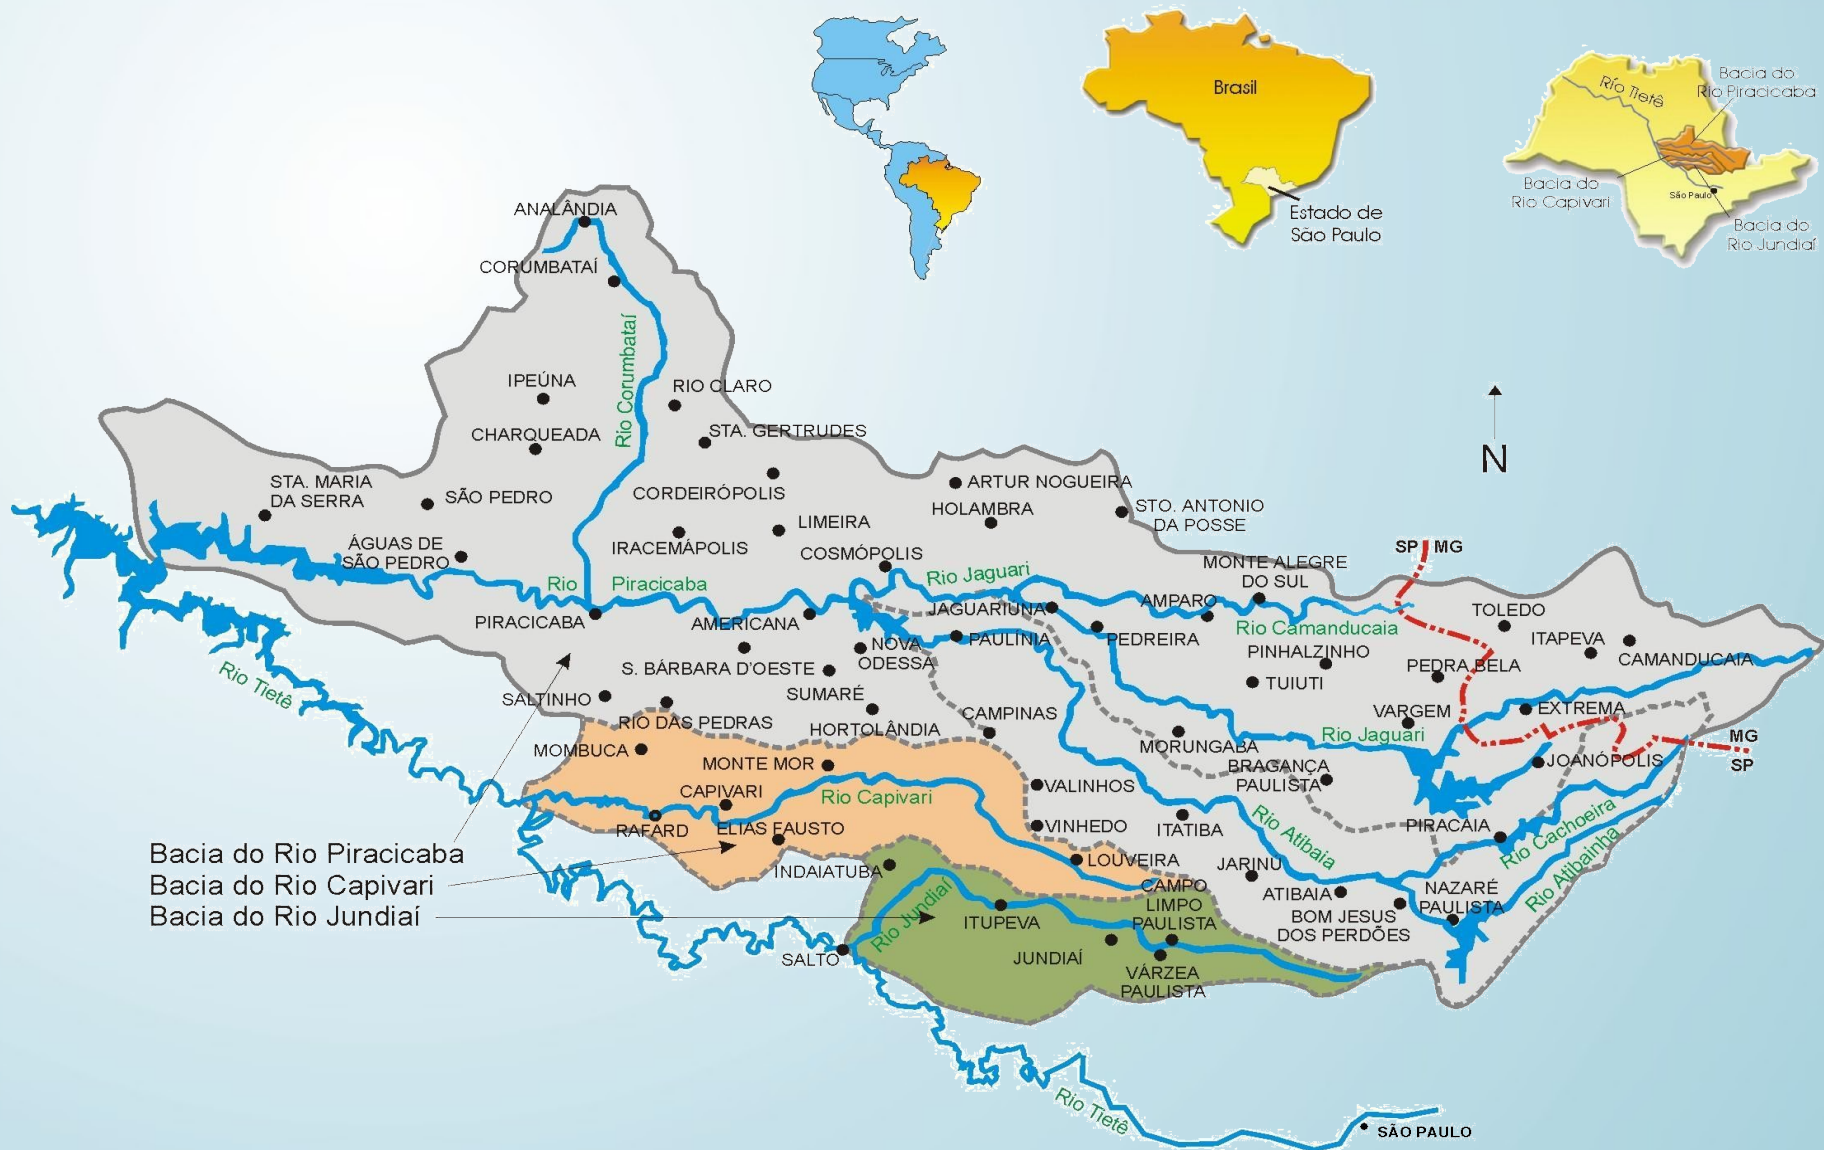 Brasil
Estado de
São Paulo
Río Tietê
Bacia do
Rio Piracicaba
Bacia do
Rio Capivari
São Paulo
Bacia do
Rio Jundiaí
ANALÂNDIA
CORUMBATAÍ
Rio Corumbataí
IPEÚNA
RIO CLARO
CHARQUEADA
STA. GERTRUDES
STA. MARIA
DA SERRA
SÃO PEDRO
CORDEIRÓPOLIS
ARTUR NOGUEIRA
HOLAMBRA
STO. ANTONIO
DA POSSE
N
LIMEIRA
IRACEMÁPOLIS
ÁGUAS DE
SÃO PEDRO
COSMÓPOLIS
SP MG
MONTE ALEGRE
DO SUL
Rio Piracicaba
Rio Jaguari
PIRACICABA
AMERICANA
JAGUARIÚNA
AMPARO
Rio Camanducaia
TOLEDO
ITAPEVA
CAMANDUCAIA
NOVA
ODESSA
PAULÍNIA
PEDREIRA
PINHALZINHO
PEDRA BELA
S. BÁRBARA D'OESTE
TUIUTI
Rio Tietê
SALTINHO
SUMARÉ
RIO DAS PEDRAS
HORTOLÂNDIA
CAMPINAS
VARGEM
EXTREMA
Rio Jaguari
MG
SP
MOMBUCA
MONTE MOR
MORUNGABA
BRAGANÇA
PAULISTA
JOANÓPOLIS
CAPIVARI
Rio Capivari
VALINHOS
RAFARD
ELIAS FAUSTO
VINHEDO
ITATIBA
Rio Atibaia
PIRACAIA
Rio Cachoeira
Rio Atibainha
Bacia do Rio Piracicaba
Bacia do Rio Capivari
Bacia do Rio Jundiaí
INDAIATUBA
LOUVEIRA
JARINU
CAMPO
LIMPO
PAULISTA
ATIBAIA
NAZARÉ
PAULISTA
BOM JESUS
DOS PERDÕES
Rio Jundiaí
ITUPEVA
SALTO
JUNDIAÍ
VÁRZEA
PAULISTA
Rio Tietê
SÃO PAULO